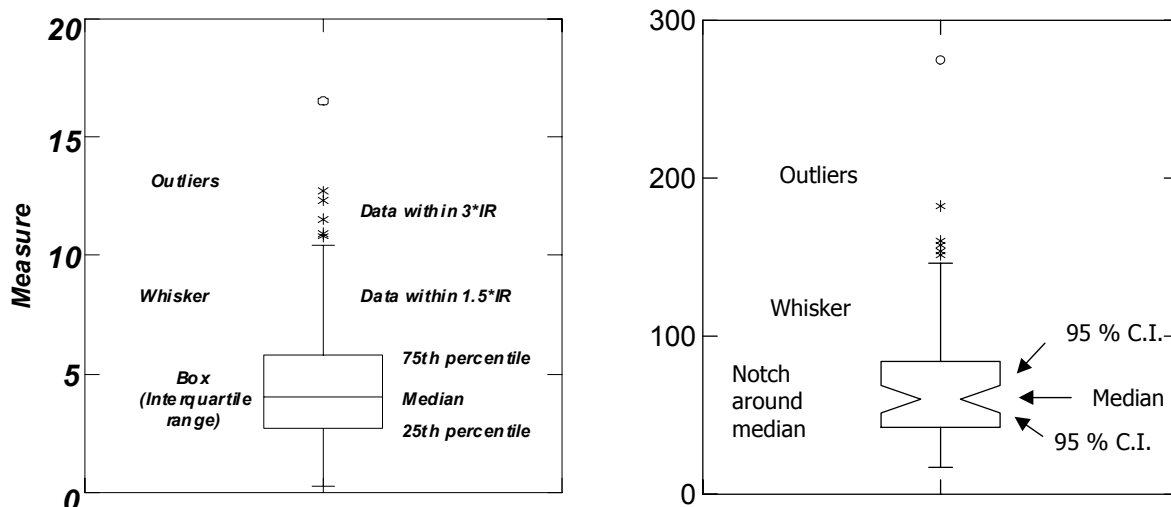 20
15
10
5
0
Measure
Outliers
Data within 3*IR
Whisker
Data within 1.5*IR
75th percentile
Box
(Interquartile
range)
Median
25th percentile
300
200
100
0
Outliers
Whisker
95 % C.I.
Notch
around
median
Median
95 % C.I.